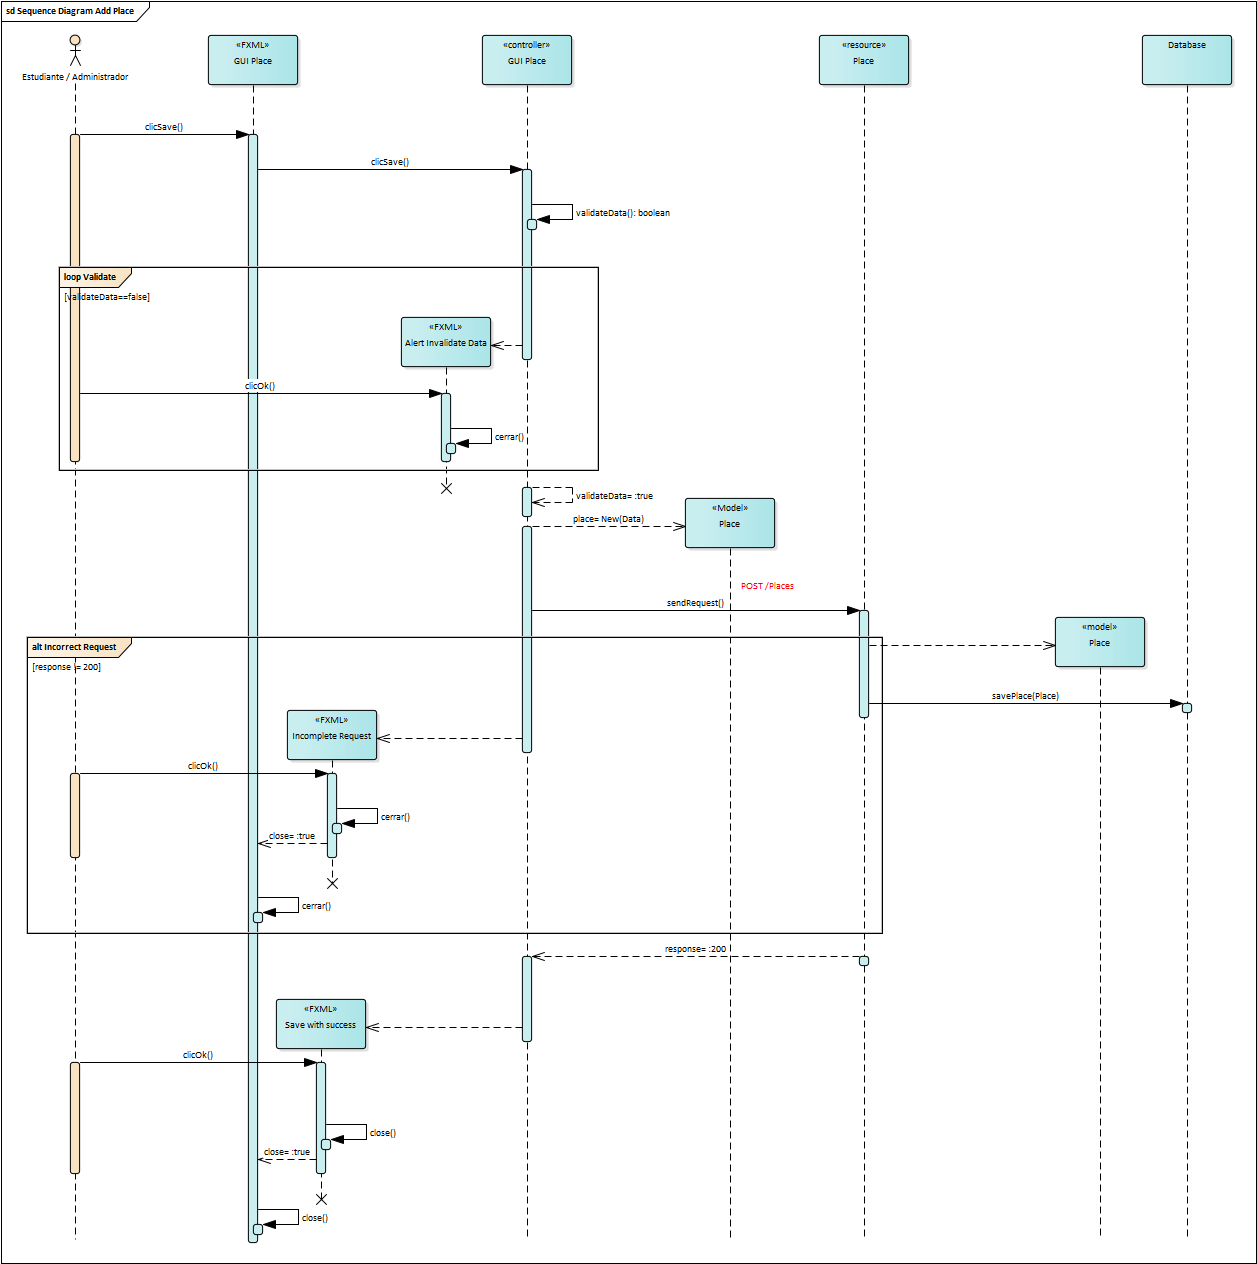 sd Sequence Diagram Add Place
Estudiante / Administrador
«FXML»
GUI Place
«controller»
GUI Place
«resource»
Place
Database
clicSave()
clicSave()
validateData(): boolean
loop Validate
[validateData==false]
«FXML»
Alert Invalidate Data
clicOk()
cerrar()
validateData= :true
place= New(Data)
«Model»
Place
POST /Places
sendRequest()
alt Incorrect Request
[response != 200]
«model»
Place
savePlace(Place)
«FXML»
Incomplete Request
clicOk()
cerrar()
close= :true
cerrar()
response= :200
«FXML»
Save with success
clicOk()
close()
close= :true
close()